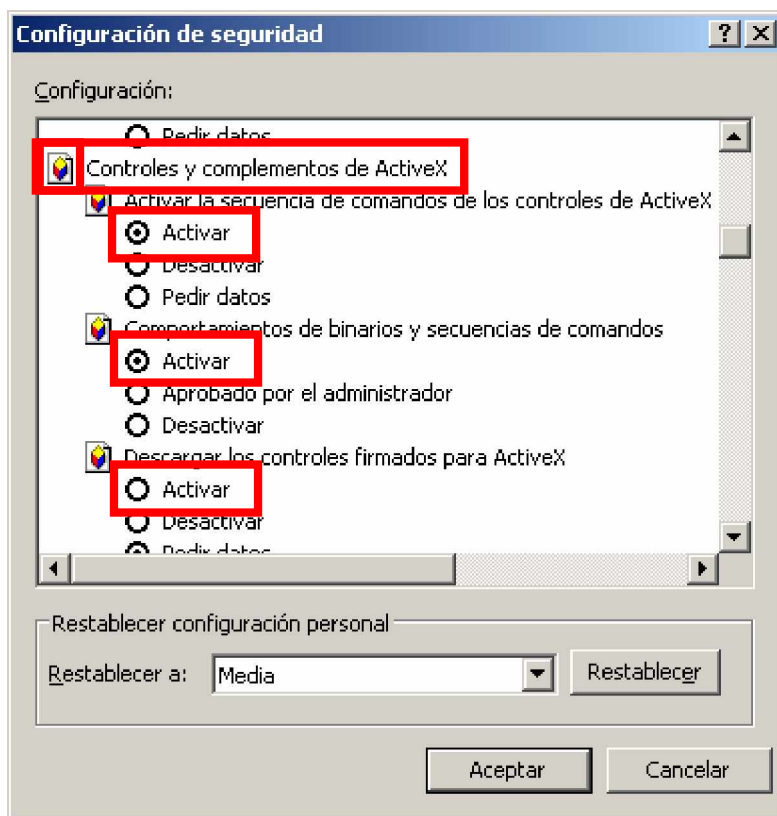 Configuración de seguridad
Configuración:
Pedir datos
Controles y complementos de ActiveX
Activar la secuencia de comandos de los controles de ActiveX
Activar
Desactivar
Pedir datos
Comportamientos de binarios y secuencias de comandos
Activar
Aprobado por el administrador
Desactivar
Descargar los controles firmados para ActiveX
Activar
Desactivar
Pedir datos
Restablecer configuración personal
Restablecer a: Media Restablecer
Aceptar Cancelar